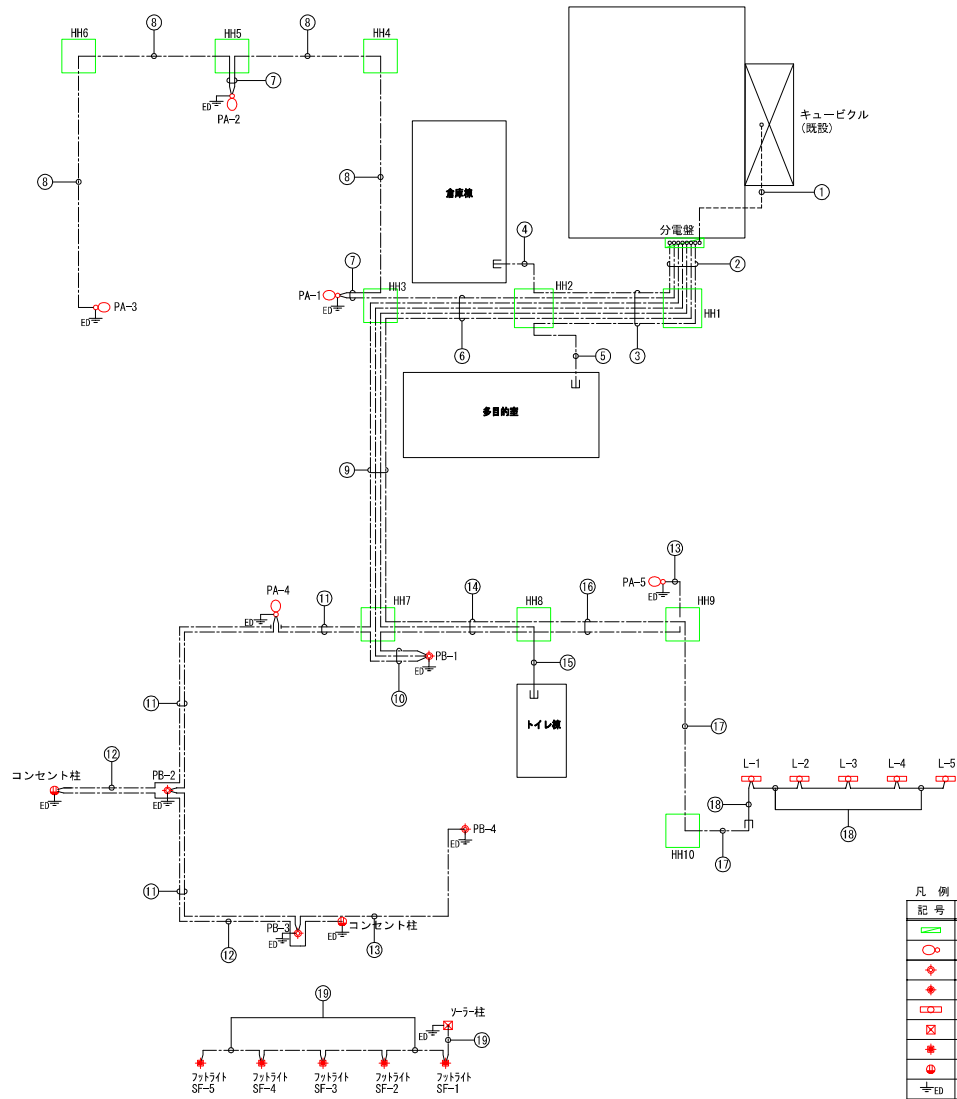 ⑧
⑧
HH6
HH5
HH4
⑦
ED
PA-2
キュービクル
(既設)
⑧
⑧
倉庫棟
①
分電盤
④
②
⑦
HH3
HH2
PA-1
ED
HH1
PA-3
ED
⑥
⑤
③
多目的室
⑨
⑬
PA-5
ED
PA-4
⑪
⑭
⑯
HH7
HH8
HH9
ED
PB-1
ED
⑩
⑮
⑪
トイレ棟
⑰
⑫
コンセント柱
PB-2
ED
ED
L-1
L-2
L-3
L-4
L-5
⑱
⑱
PB-4
ED
HH10
⑰
⑪
凡 例
記 号
PB-3
コンセント柱
ED
ED
⑫
⑬
⑲
ソーラー柱
ED
⑲
フットライト
SF-5
フットライト
SF-4
フットライト
SF-3
フットライト
SF-2
フットライト
SF-1
ED